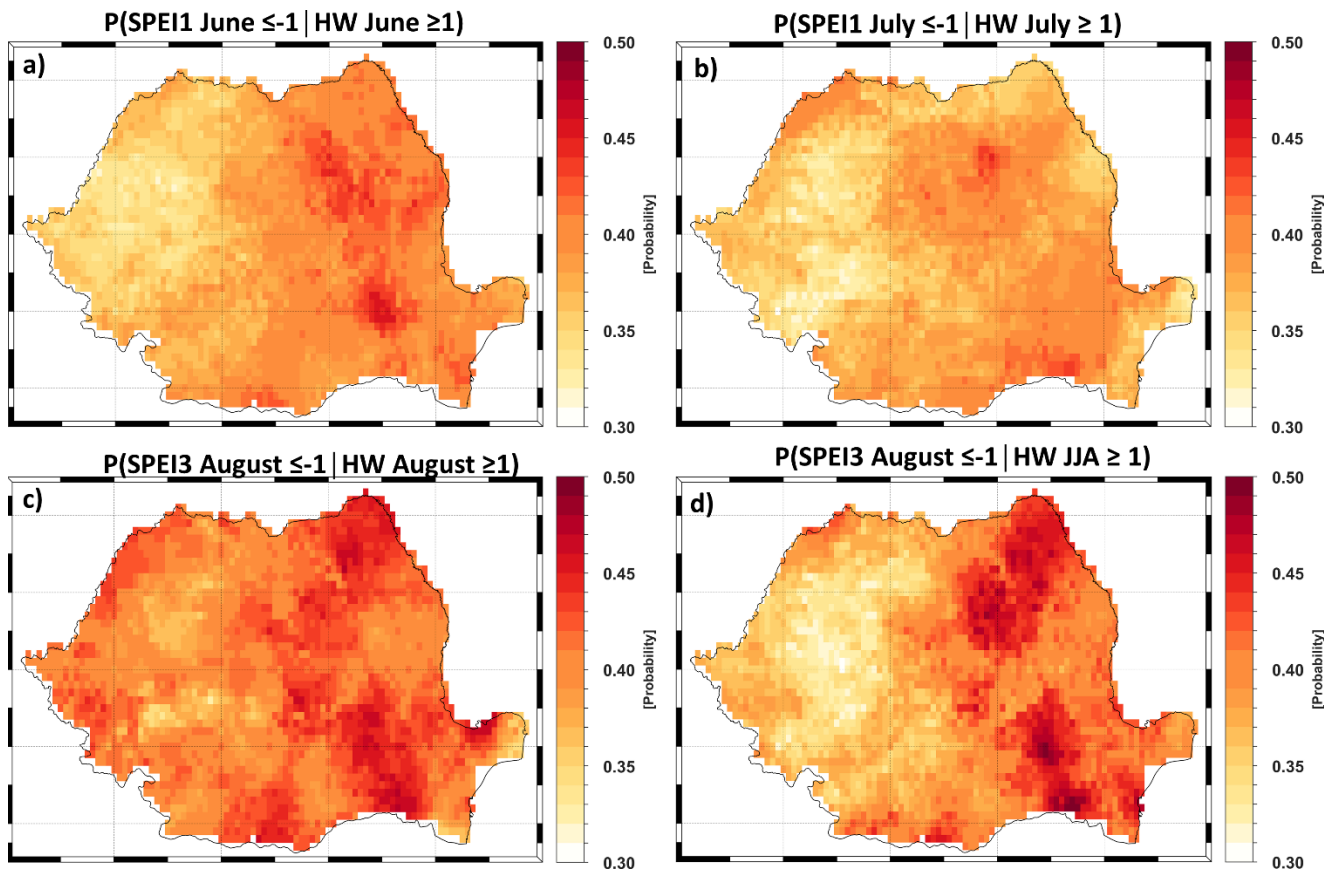 P(SPEI1 June ≤-1|HW June ≥1)
a)
0.50
0.45
0.40
0.35
0.30
[Probability]
P(SPEI1 July ≤-1|HW July ≥ 1)
b)
0.50
0.45
0.40
0.35
0.30
[Probability]
P(SPEI3 August ≤-1|HW August ≥1)
c)
0.50
0.45
0.40
0.35
0.30
[Probability]
P(SPEI3 August ≤-1|HW JJA ≥ 1)
d)
0.50
0.45
0.40
0.35
0.30
[Probability]